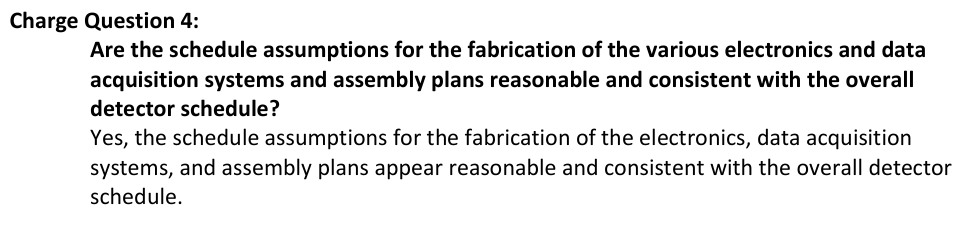 Charge Question 4:
Are the schedule assumptions for the fabrication of the various electronics and data
acquisition systems and assembly plans reasonable and consistent with the overall
detector schedule?
Yes, the schedule assumptions for the fabrication of the electronics, data acquisition
systems, and assembly plans appear reasonable and consistent with the overall detector
schedule.